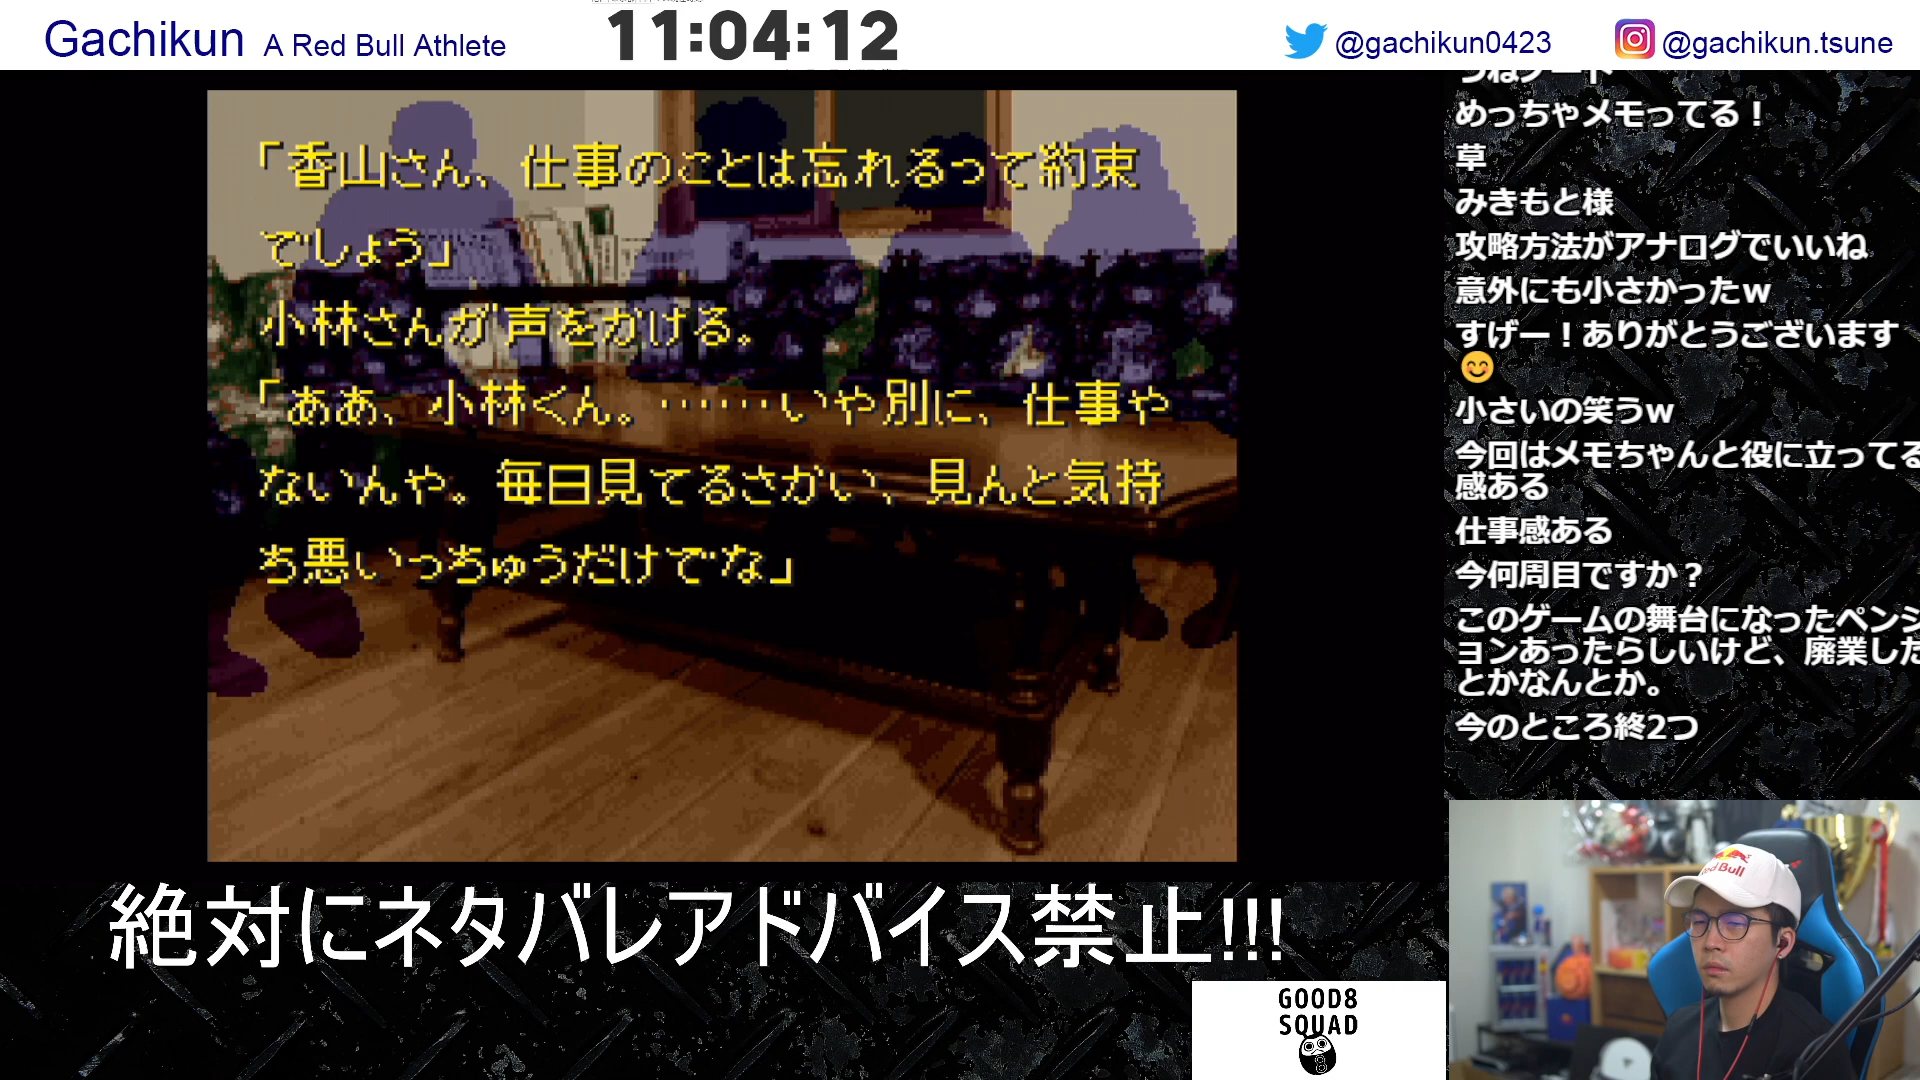 Gachikun A Red Bull Athlete
11:04:12
@gachikun0423
@gachikun.tsune
「香山さん、仕事のことは忘れるって約束
でしょう」
小林さんが声をかける。
「ああ、小林くん。……いや別に、仕事や
ないんや。毎日見てるさかい、見んと気持
ち悪いっちゅうだけでな」
めっちゃメモってる！
草
みきもと様
攻略方法がアナログでいいね
意外にも小さかったw
すげー！ありがとうございます
😊
小さいの笑うw
今回はメモちゃんと役に立ってる
感ある
仕事感ある
今何周目ですか？
このゲームの舞台になったペンシ
ョンあったらしいけど、廃業した
とかなんとか。
今のところ終2つ
絶対にネタバレアドバイス禁止!!!
GOOD8
SQUAD
Red Bull